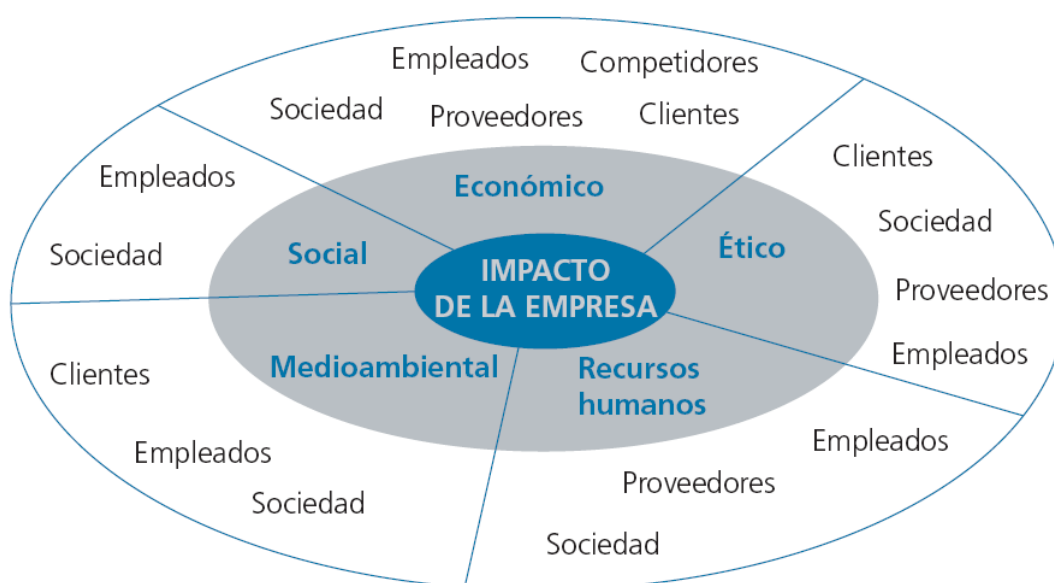 Empleados Competidores
Sociedad Proveedores Clientes
Económico
Clientes
Sociedad
Proveedores
Empleados
Ético
Empleados
Proveedores
Sociedad
Recursos
humanos
Clientes
Empleados
Sociedad
Medioambiental
Empleados
Sociedad
Social
IMPACTO
DE LA EMPRESA